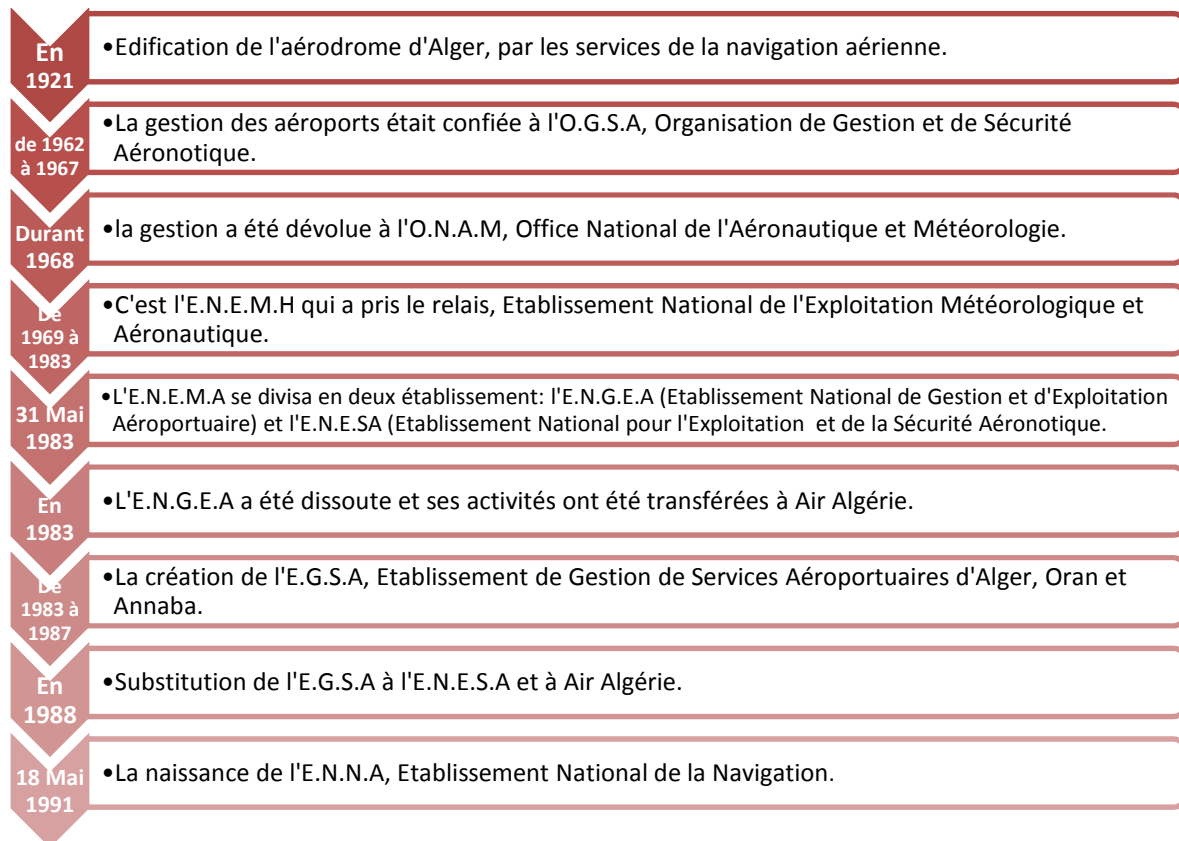 En
1921
•Edification de l'aérodrome d'Alger, par les services de la navigation aérienne.
de 1962
à 1967
•La gestion des aéroports était confiée à l'O.G.S.A, Organisation de Gestion et de Sécurité
Aéronotique.
Durant
1968
•la gestion a été dévolue à l'O.N.A.M, Office National de l'Aéronautique et Météorologie.
De
1969 à
1983
•C'est l'E.N.E.M.H qui a pris le relais, Etablissement National de l'Exploitation Météorologique et
Aéronautique.
31 Mai
1983
•L'E.N.E.M.A se divisa en deux établissement: l'E.N.G.E.A (Etablissement National de Gestion et d'Exploitation
Aéroportuaire) et l'E.N.E.SA (Etablissement National pour l'Exploitation et de la Sécurité Aéronotique.
En
1983
•L'E.N.G.E.A a été dissoute et ses activités ont été transférées à Air Algérie.
De
1983 à
1987
•La création de l'E.G.S.A, Etablissement de Gestion de Services Aéroportuaires d'Alger, Oran et
Annaba.
En
1988
•Substitution de l'E.G.S.A à l'E.N.E.S.A et à Air Algérie.
18 Mai
1991
•La naissance de l'E.N.N.A, Etablissement National de la Navigation.